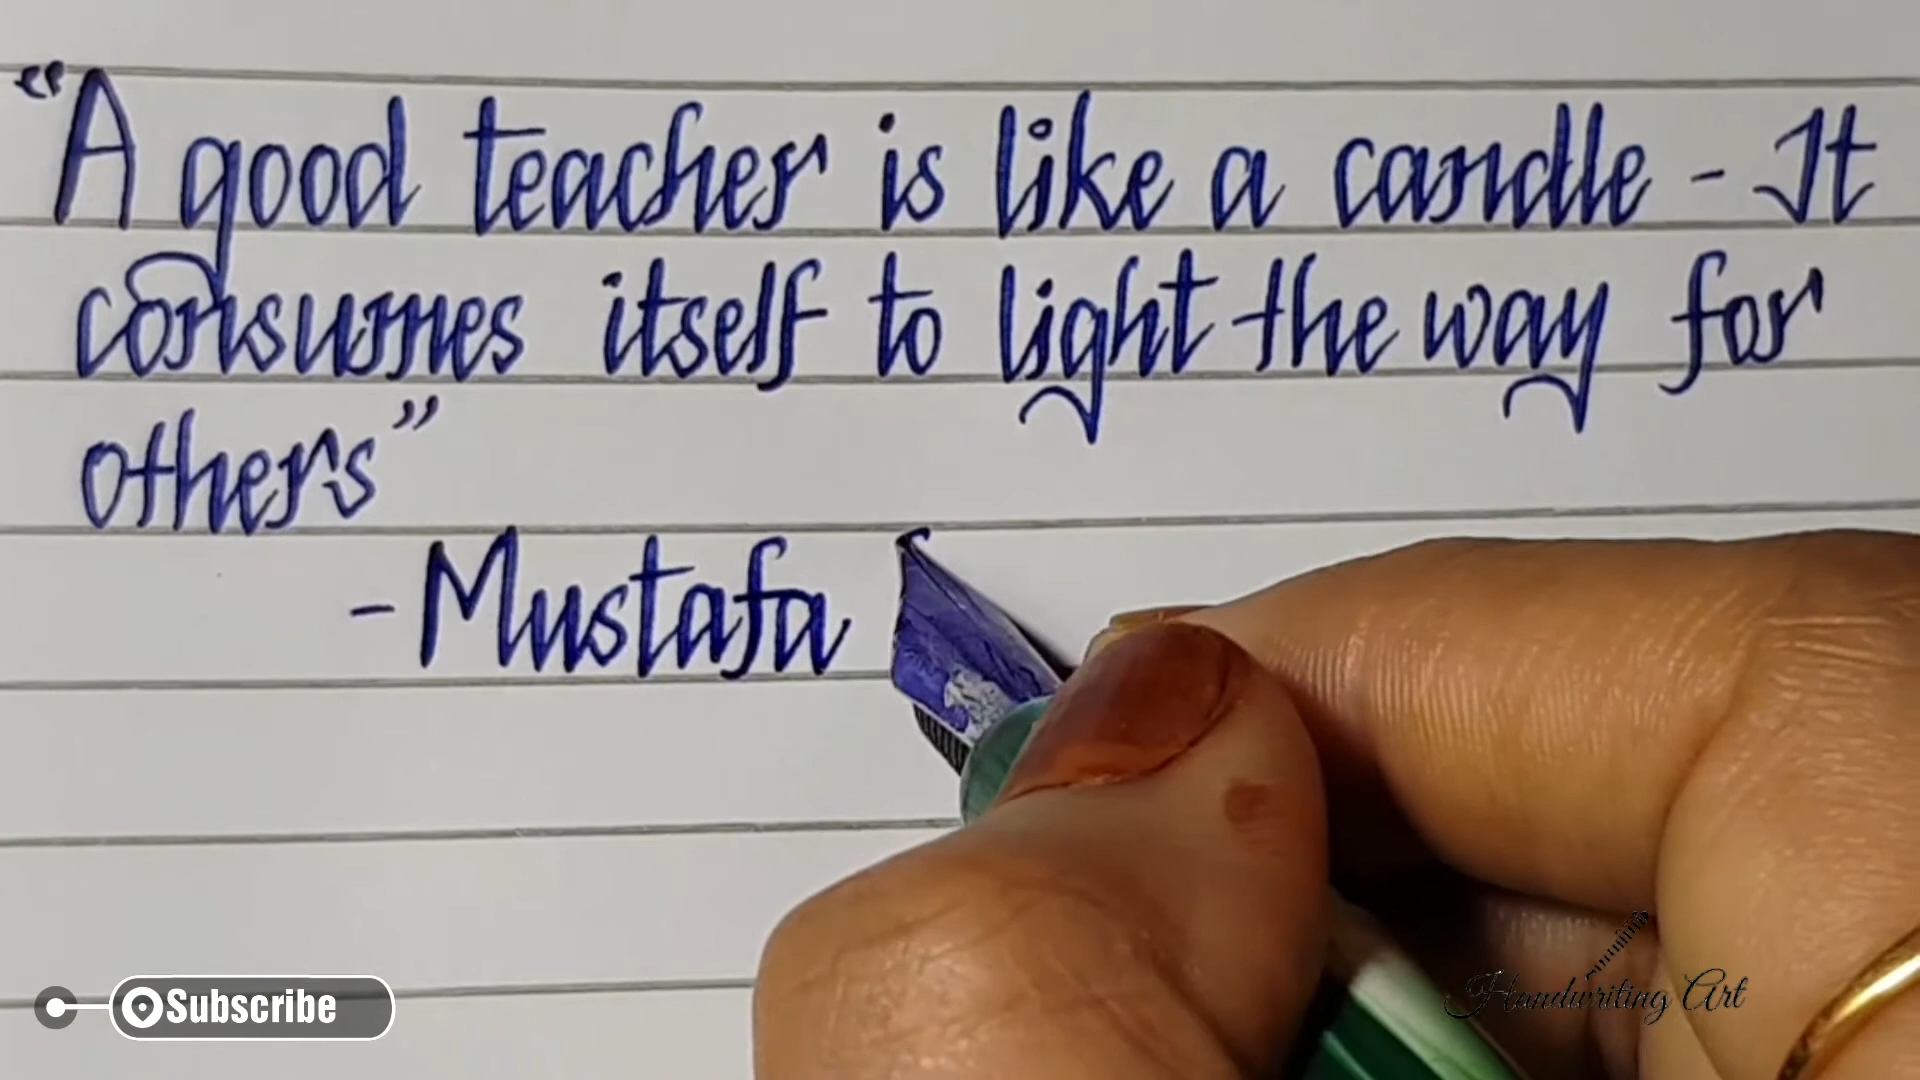 “A good teacher is like a candle - It
consumes itself to light the way for
others”
- Mustafa
Subscribe
Handwriting Art